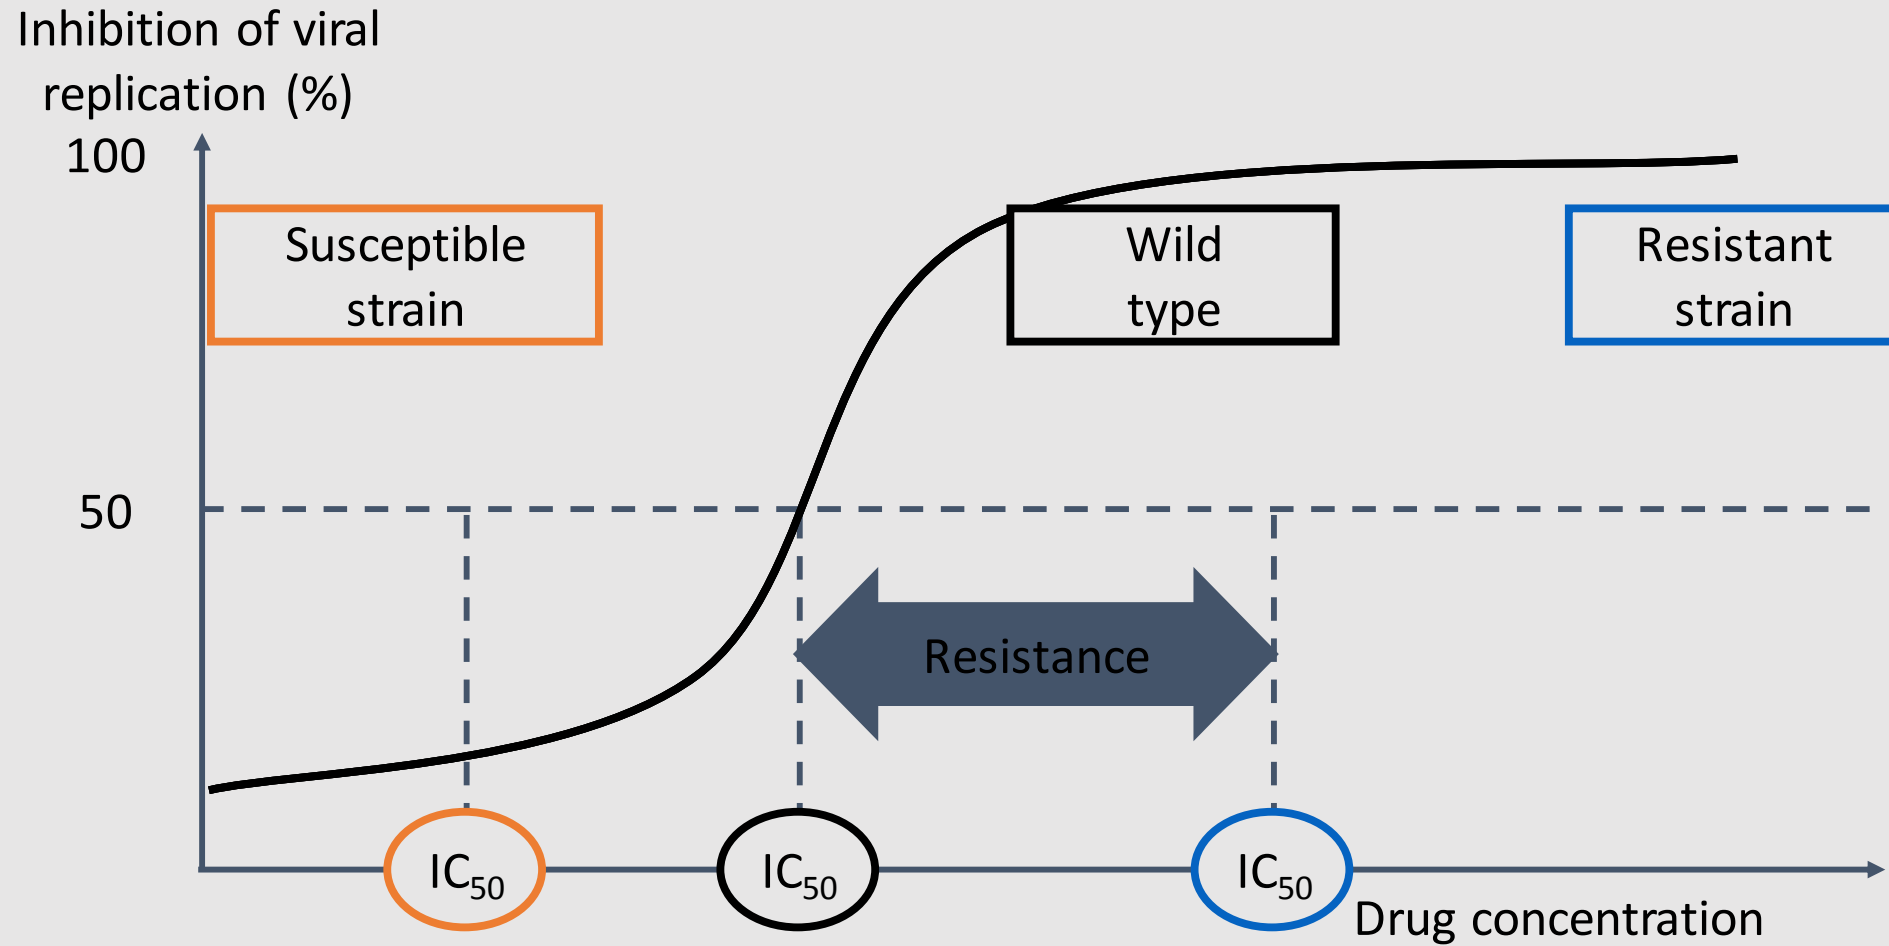 Inhibition of viral
replication (%)
100
Susceptible
strain
Wild
type
Resistant
strain
50
Resistance
IC50
IC50
IC50
Drug concentration